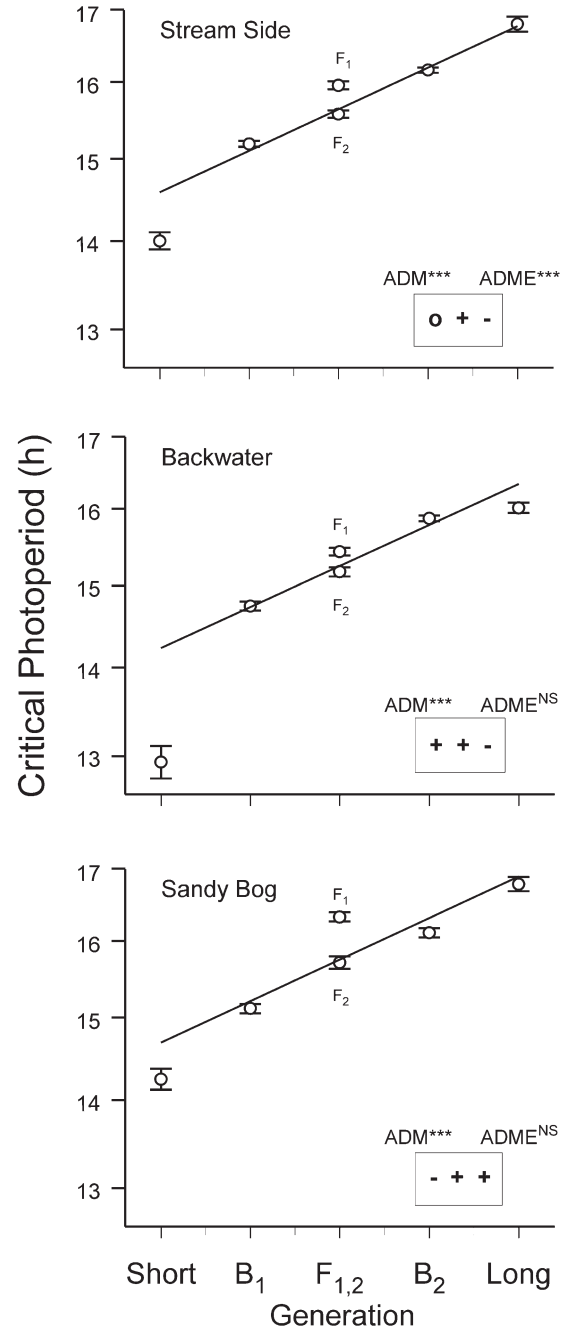 17
Stream Side
F1
16
F2
15
14
ADM*** ADME***
o + -
13
Critical Photoperiod (h)
17
Backwater
16
F1
15
F2
14
ADM*** ADMENS
+ + -
13
17
Sandy Bog
F1
16
F2
15
14
ADM*** ADMENS
- + +
13
Short B1 F1,2 B2 Long
Generation